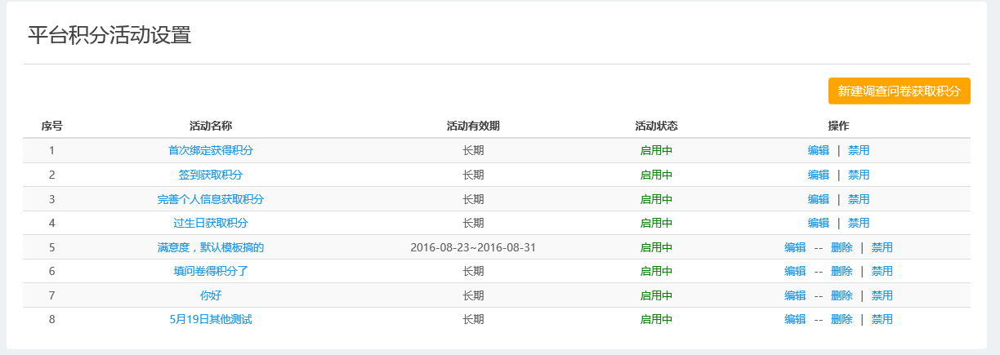 平台积分活动设置
新建调查问卷获取积分
序号 活动名称 活动有效期 活动状态 操作
1 首次绑定获得积分 长期 启用中 编辑 | 禁用
2 签到获取积分 长期 启用中 编辑 | 禁用
3 完善个人信息获取积分 长期 启用中 编辑 | 禁用
4 过生日获取积分 长期 启用中 编辑 | 禁用
5 满意度，默认模板搞的 2016-08-23~2016-08-31 启用中 编辑 -- 删除 | 禁用
6 填问卷得积分了 长期 启用中 编辑 -- 删除 | 禁用
7 你好 长期 启用中 编辑 -- 删除 | 禁用
8 5月19日其他测试 长期 启用中 编辑 -- 删除 | 禁用